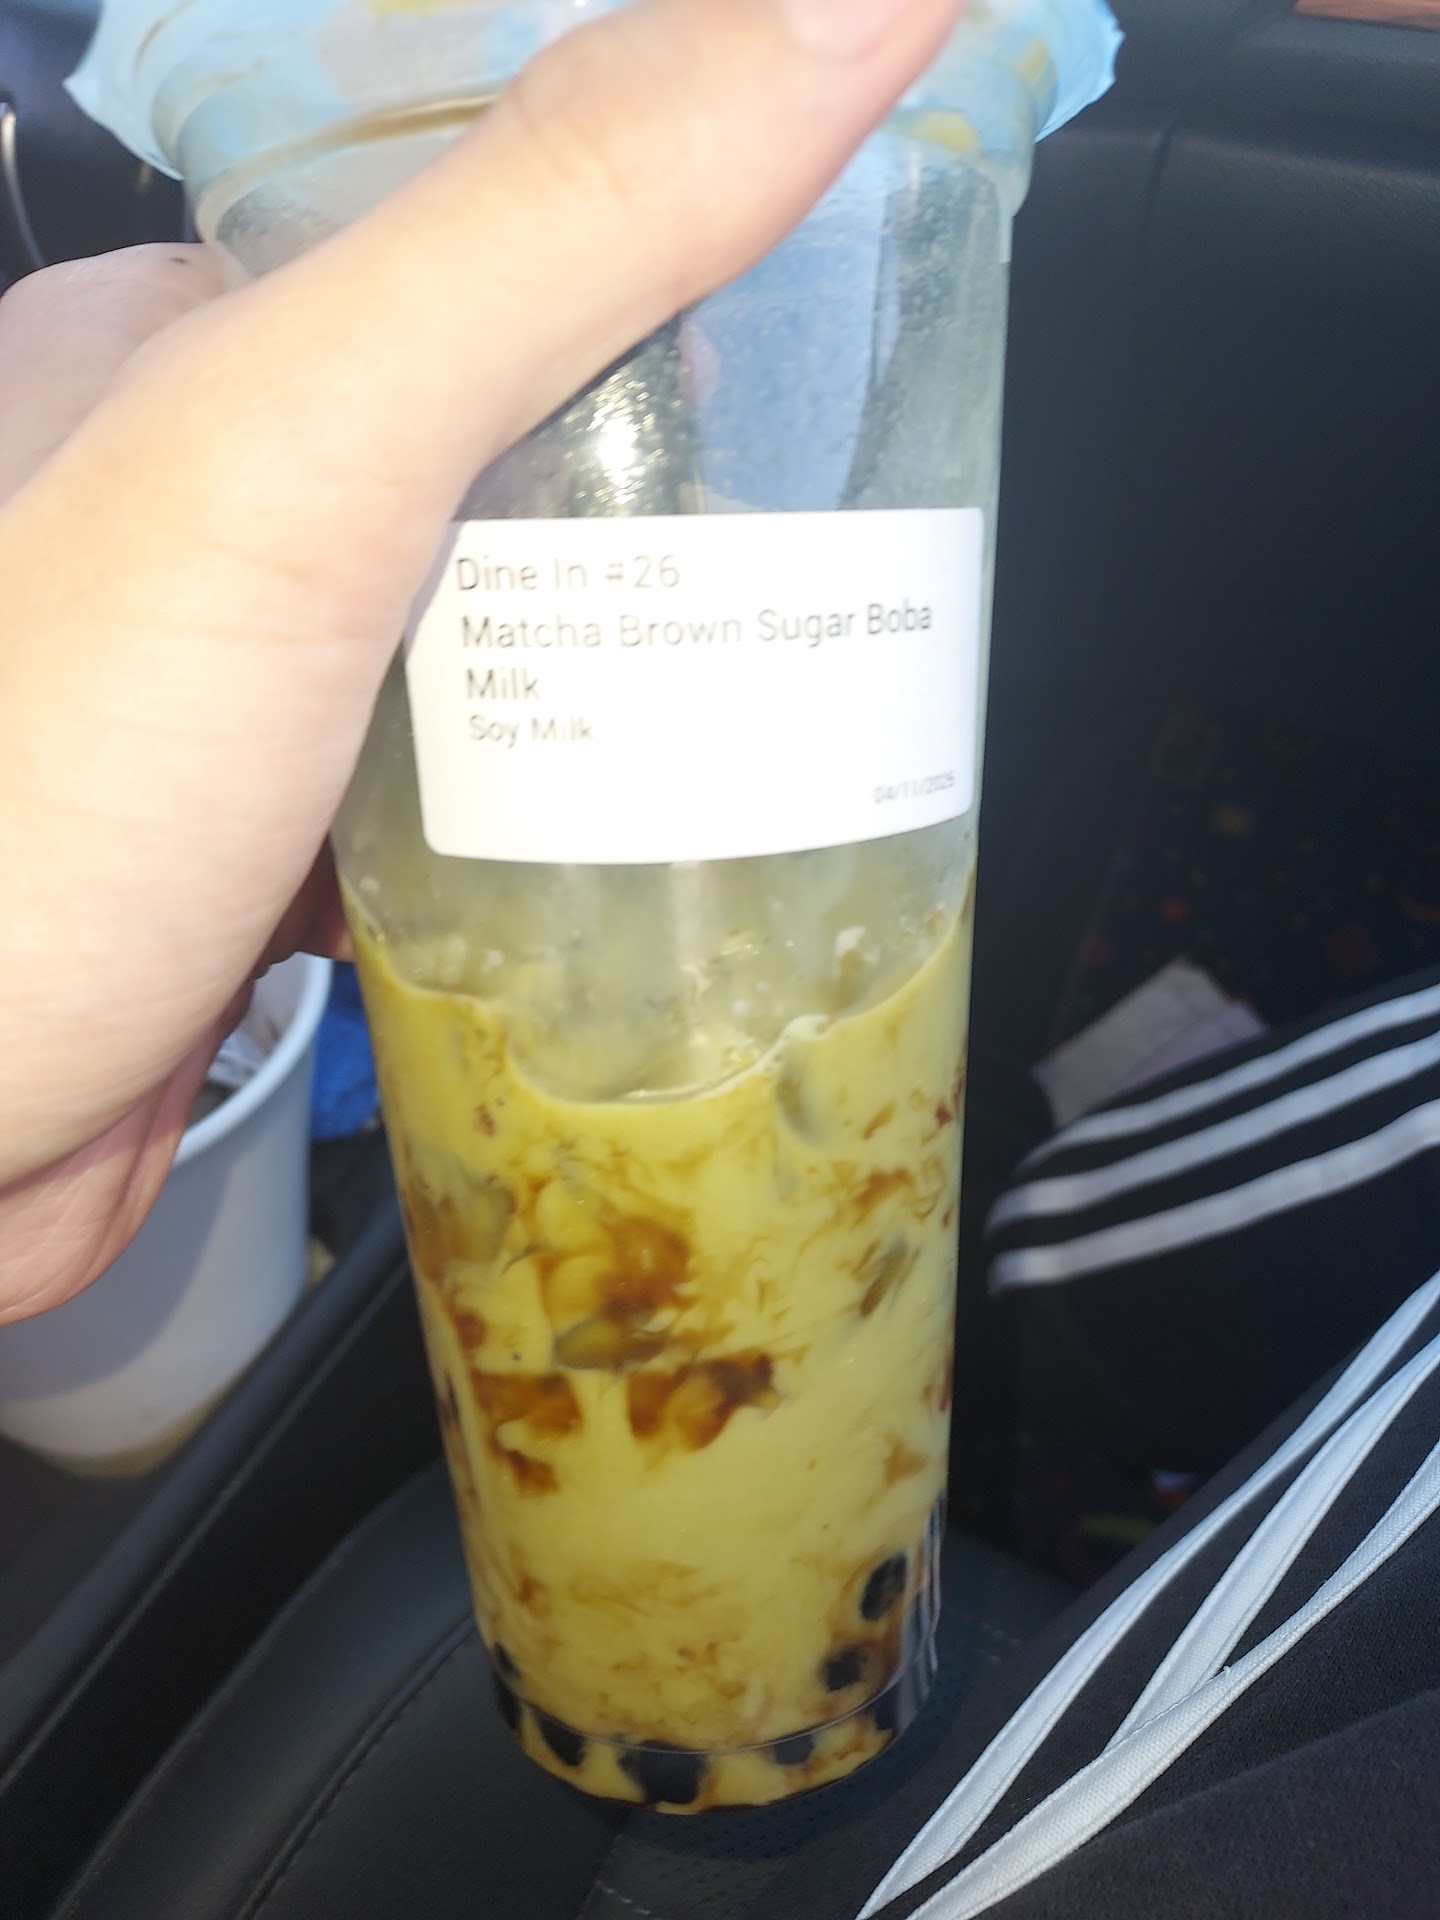 Dine In #26
Matcha Brown Sugar Boba
Milk
Soy Milk
04/11/2025